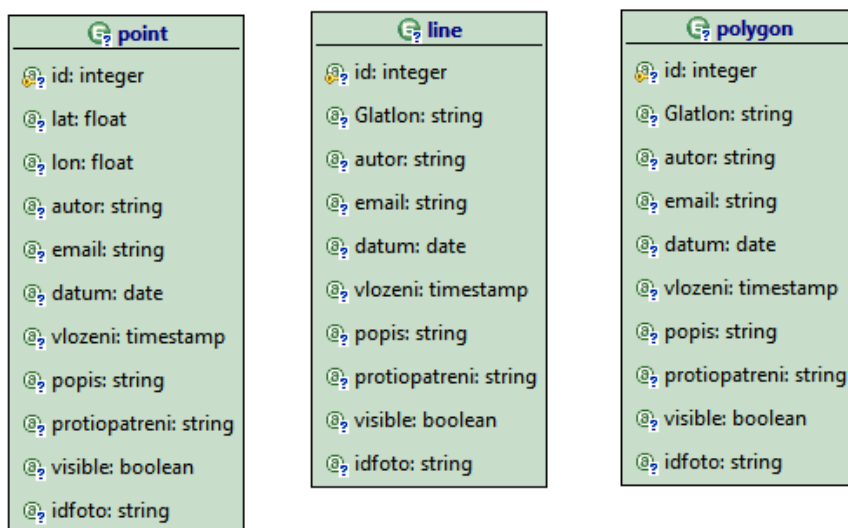 point
id: integer
lat: float
lon: float
autor: string
email: string
datum: date
vlozeni: timestamp
popis: string
protiopatreni: string
visible: boolean
idfoto: string
line
id: integer
Glatlon: string
autor: string
email: string
datum: date
vlozeni: timestamp
popis: string
protiopatreni: string
visible: boolean
idfoto: string
polygon
id: integer
Glatlon: string
autor: string
email: string
datum: date
vlozeni: timestamp
popis: string
protiopatreni: string
visible: boolean
idfoto: string